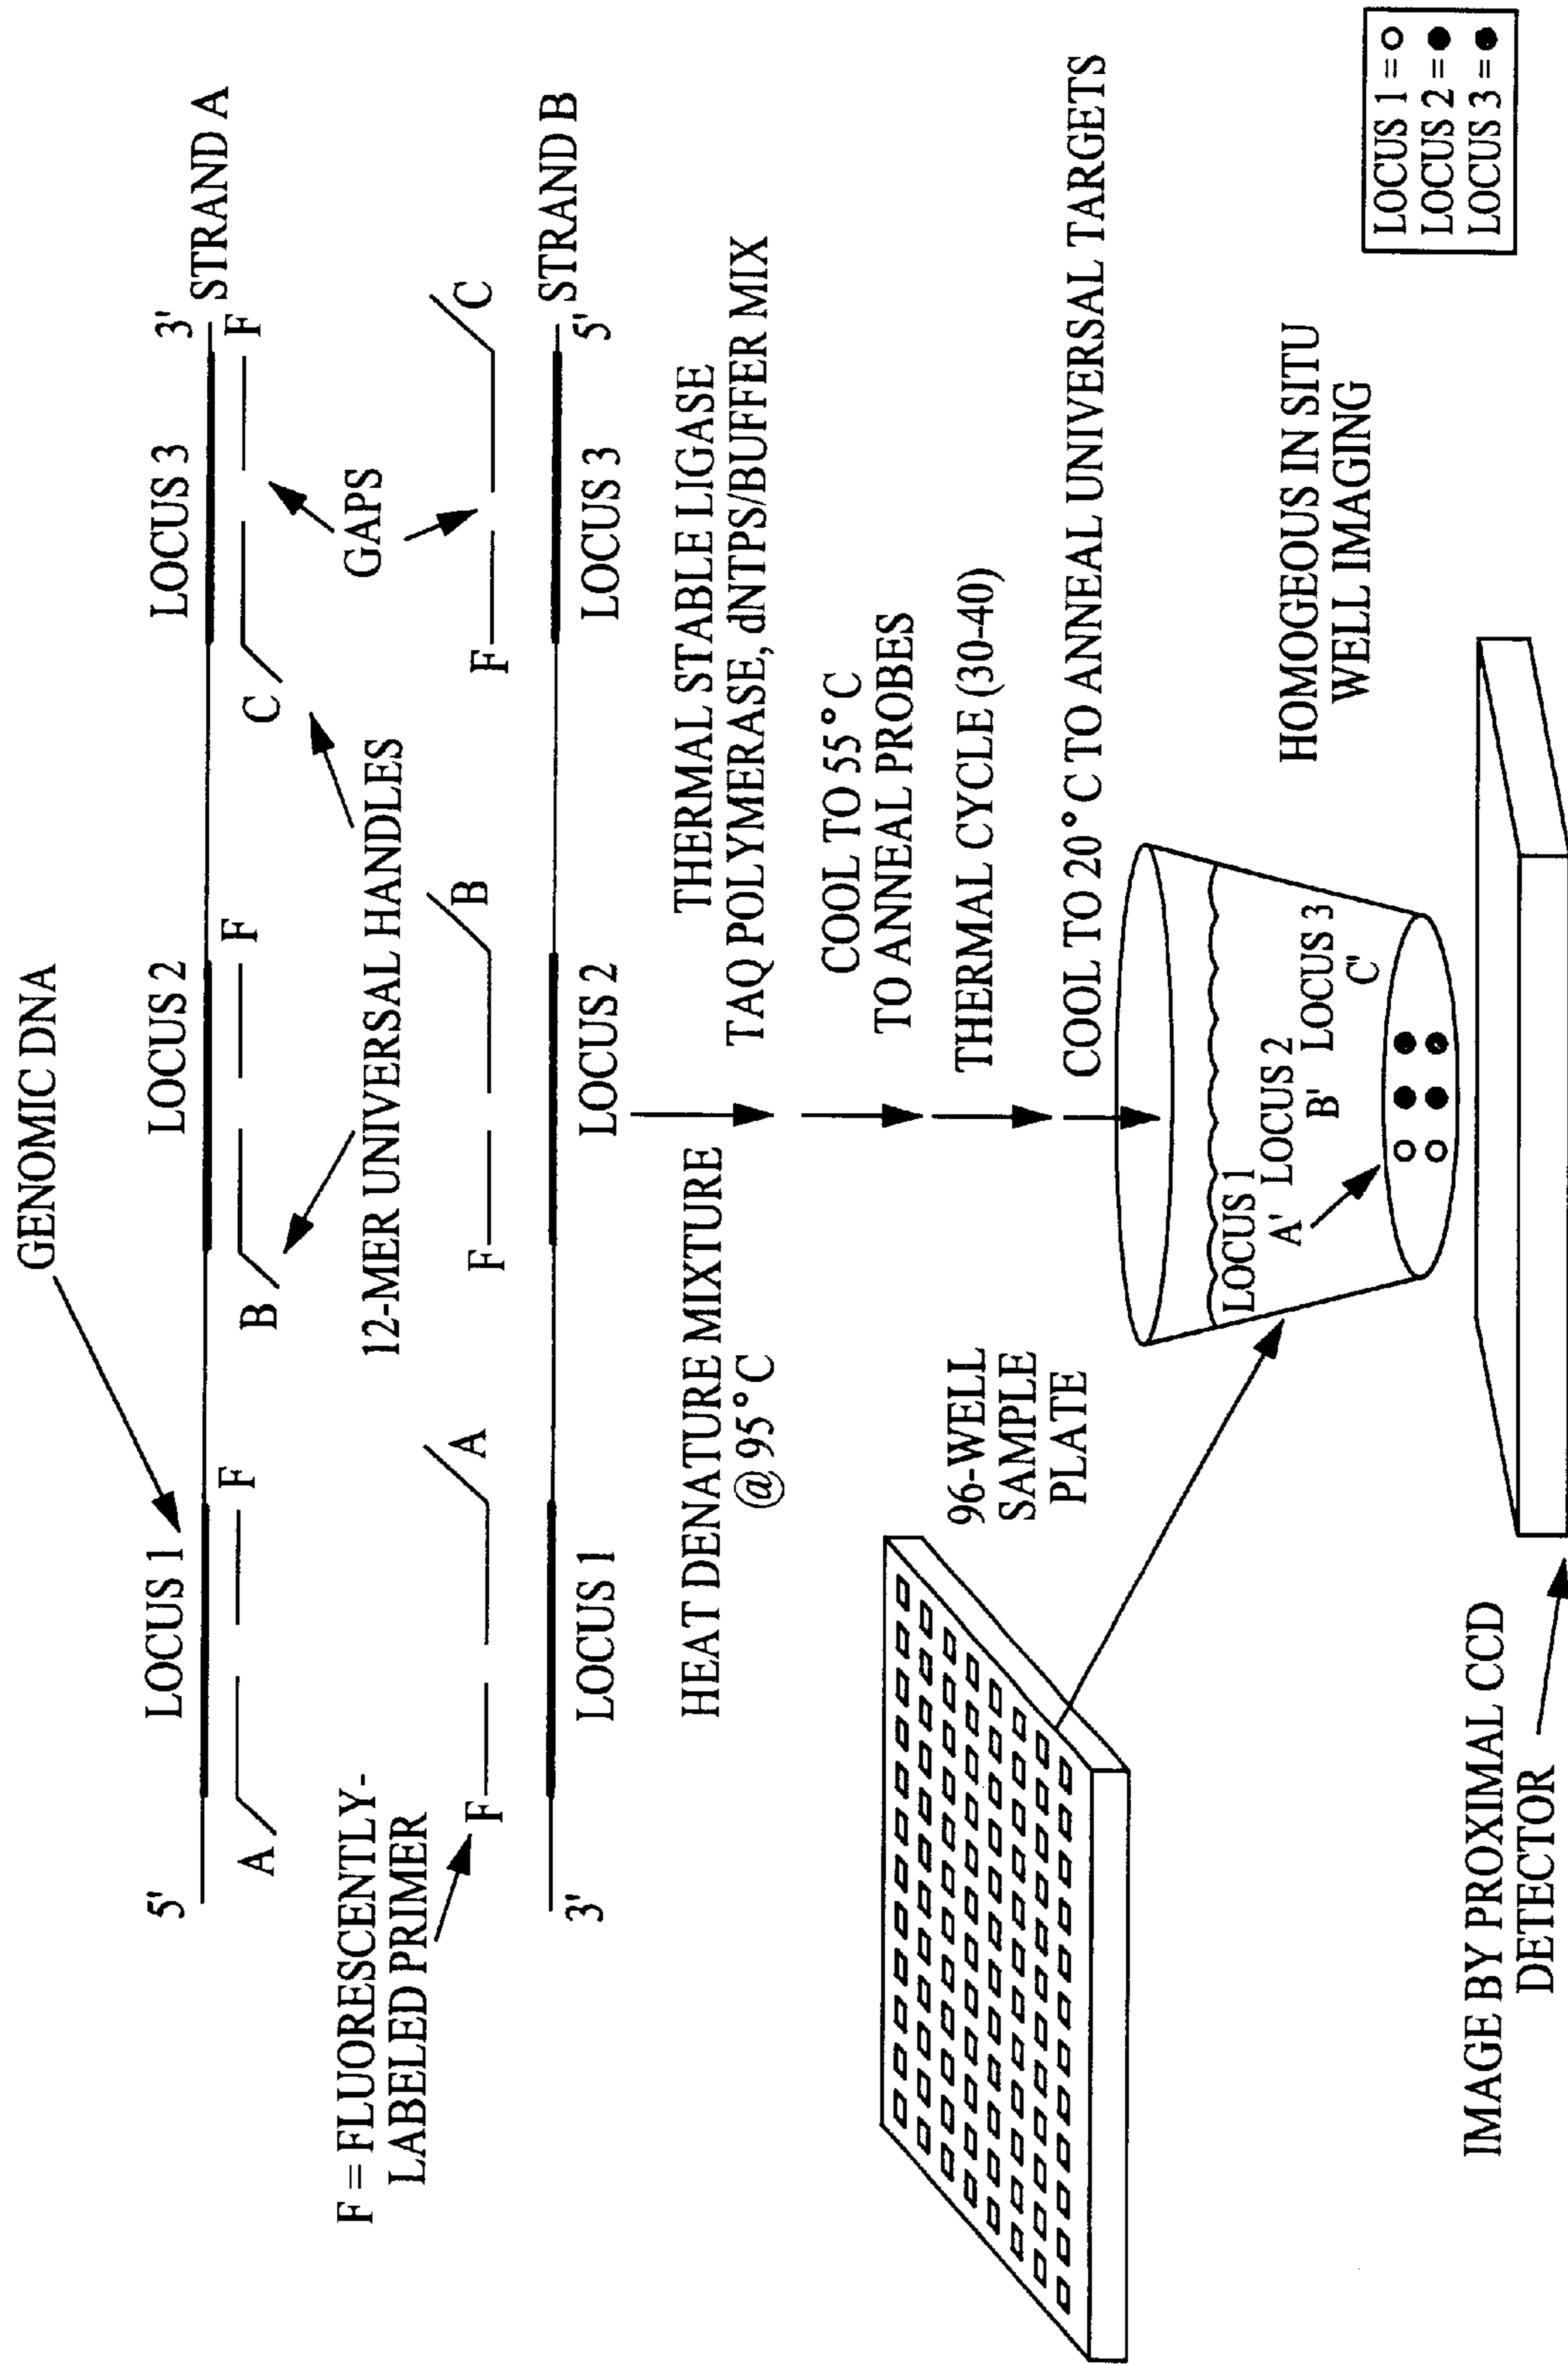 GENOMIC DNA
LOCUS 1
LOCUS 2
LOCUS 3
5'
3'
STRAND A
A
F
B
F
C
F
GAPS
12-MER UNIVERSAL HANDLES
F = FLUORESCENTLY-
LABELED PRIMER
F
A
F
B
F
C
3'
5'
STRAND B
LOCUS 1
LOCUS 2
LOCUS 3
HEAT DENATURE MIXTURE
@ 95°C
THERMAL STABLE LIGASE
TAQ POLYMERASE, dNTPS/BUFFER MIX
COOL TO 55°C
TO ANNEAL PROBES
THERMAL CYCLE (30-40)
COOL TO 20°C TO ANNEAL UNIVERSAL TARGETS
96-WELL
SAMPLE
PLATE
LOCUS 1
A'
LOCUS 2
B'
LOCUS 3
C'
HOMOGEOUS IN SITU
WELL IMAGING
IMAGE BY PROXIMAL CCD
DETECTOR
LOCUS 1 =
LOCUS 2 =
LOCUS 3 =